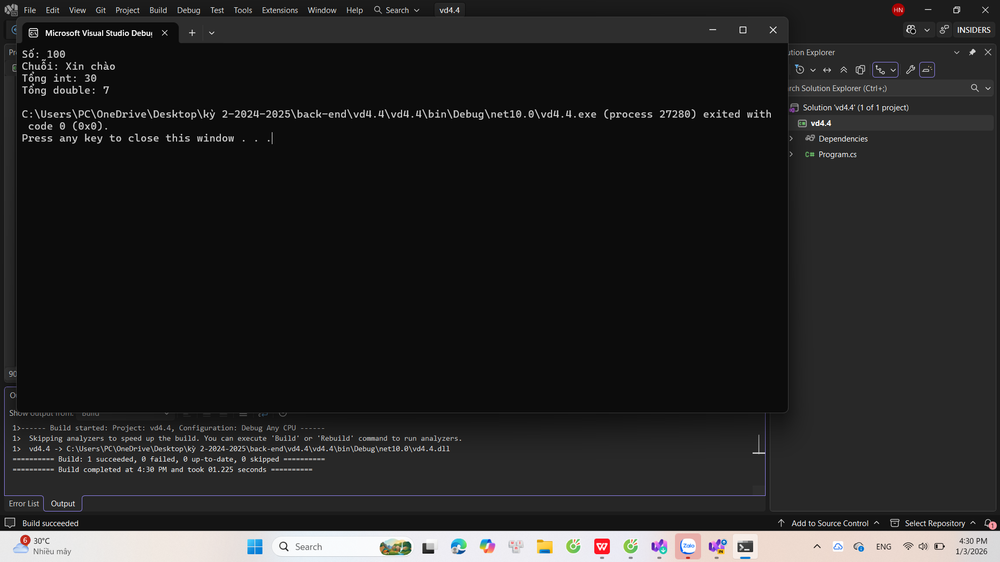 File Edit View Git Project Build Debug Test Tools Extensions Window Help Search vd4.4 HN
INSIDERS
Microsoft Visual Studio Debu
Số: 100
Chuỗi: Xin chào
Tổng int: 30
Tổng double: 7
C:\Users\PC\OneDrive\Desktop\kỳ 2-2024-2025\back-end\vd4.4\vd4.4\bin\Debug\net10.0\vd4.4.exe (process 27280) exited with
code 0 (0x0).
Press any key to close this window . . .
ution Explorer
rch Solution Explorer (Ctrl+;)
Solution 'vd4.4' (1 of 1 project)
vd4.4
Dependencies
C# Program.cs
90
Show output from: Build
1>------ Build started: Project: vd4.4, Configuration: Debug Any CPU ------
1> Skipping analyzers to speed up the build. You can execute 'Build' or 'Rebuild' command to run analyzers.
1> vd4.4 -> C:\Users\PC\OneDrive\Desktop\kỳ 2-2024-2025\back-end\vd4.4\vd4.4\bin\Debug\net10.0\vd4.4.dll
========== Build: 1 succeeded, 0 failed, 0 up-to-date, 0 skipped ==========
========== Build completed at 4:30 PM and took 01.225 seconds ==========
Error List Output
Build succeeded
Add to Source Control Select Repository 1
6 30°C
Nhiều mây
Search
Zalo
ENG
4:30 PM
1/3/2026